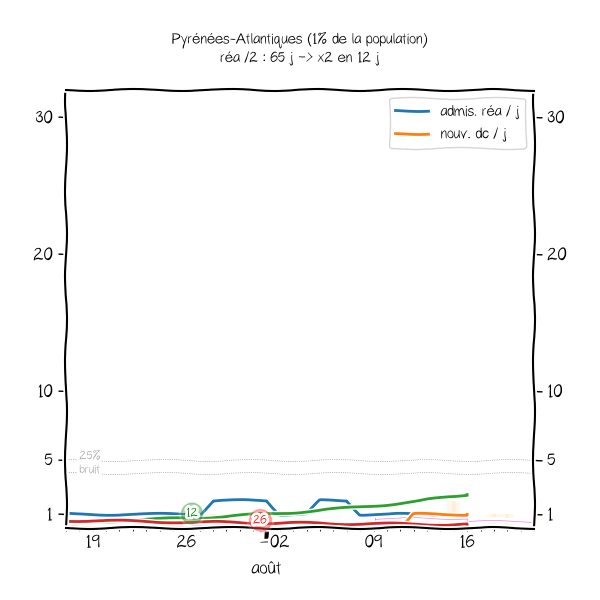 Pyrénées-Atlantiques (1% de la population)
réa /2 : 65 j -> x2 en 12 j
admis. réa / j
nouv. dc / j
30 30
20 20
10 10
25%
5 5
bruit
12
26
1 1
19 26 02 09 16
août